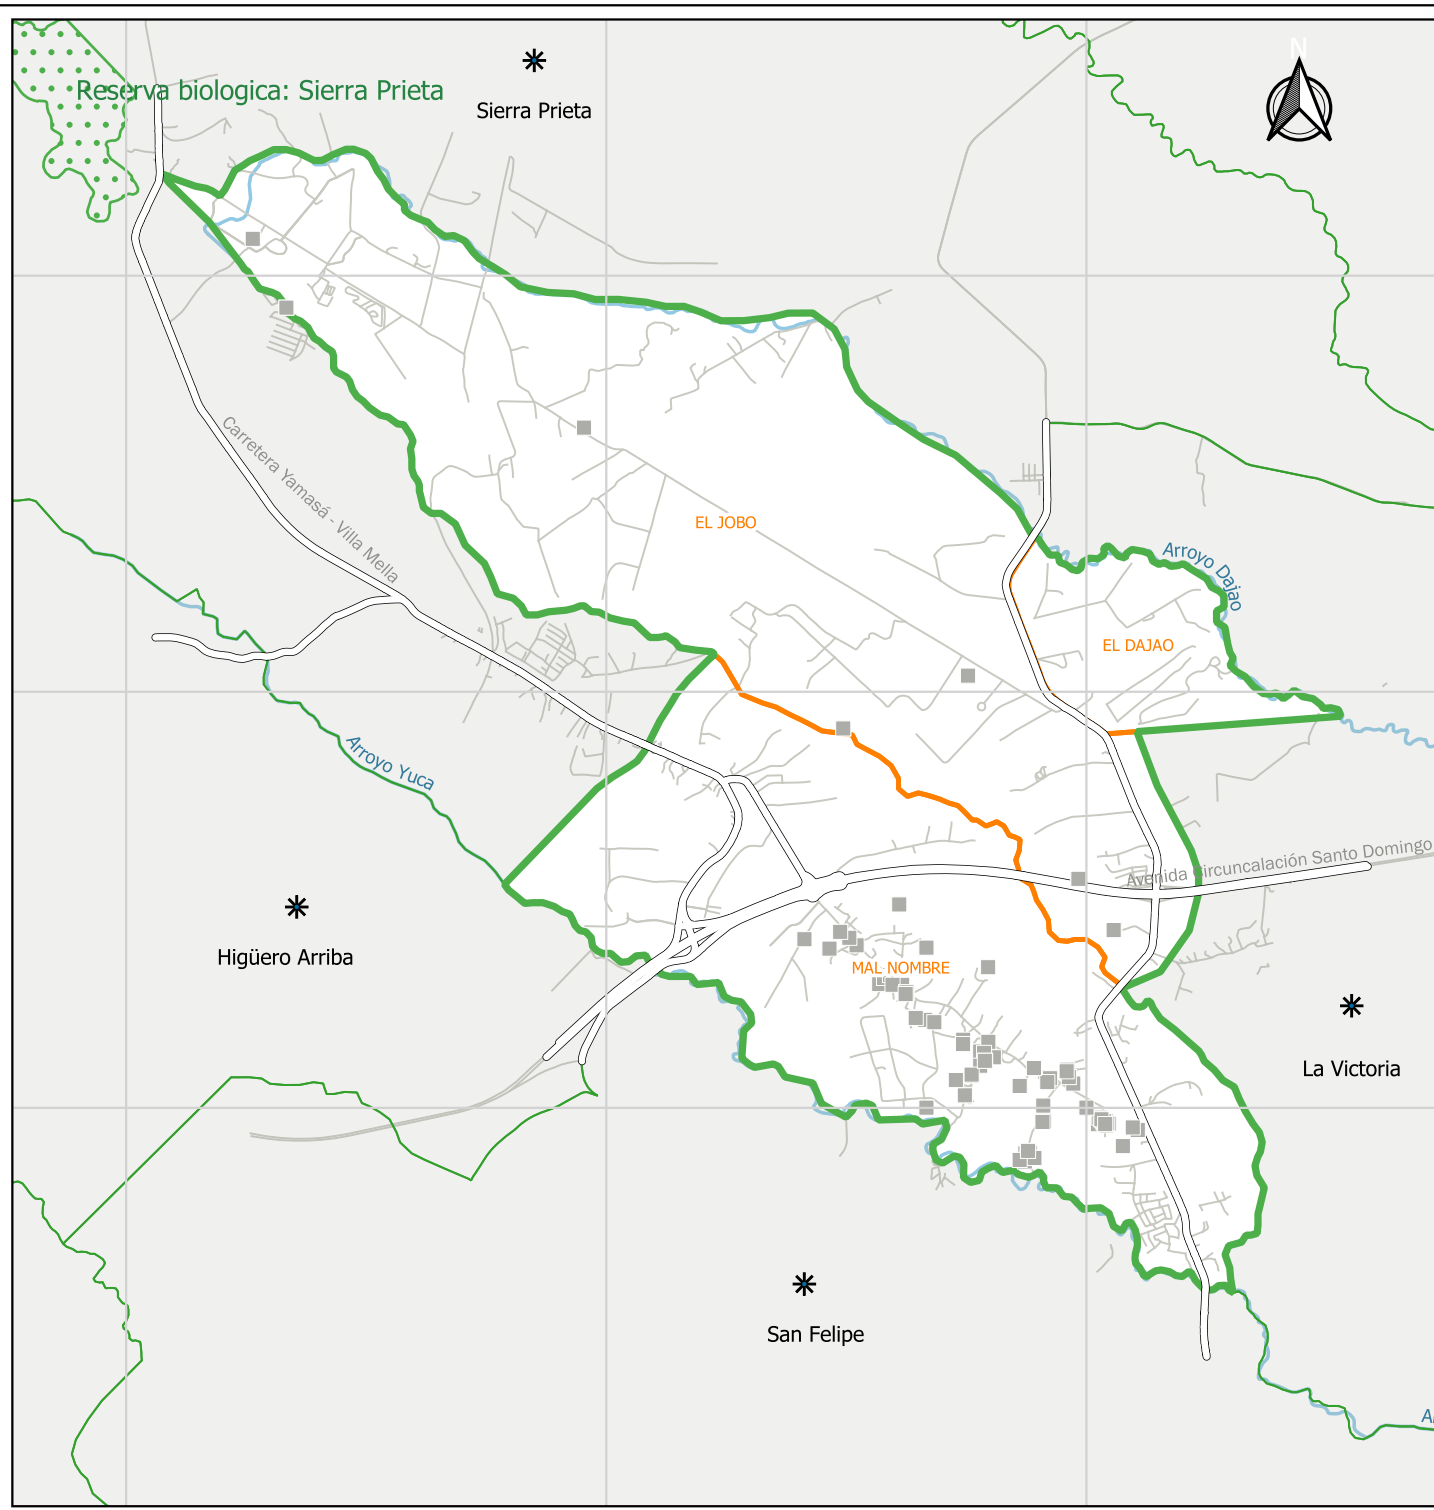 N
Reserva biologica: Sierra Prieta
Sierra Prieta
Carretera Yamasá - Villa Mella
EL JOBO
Arroyo Dajao
EL DAJAO
Arroyo Yuca
Avenida Circuncalación Santo Domingo
Higüero Arriba
MAL NOMBRE
La Victoria
San Felipe